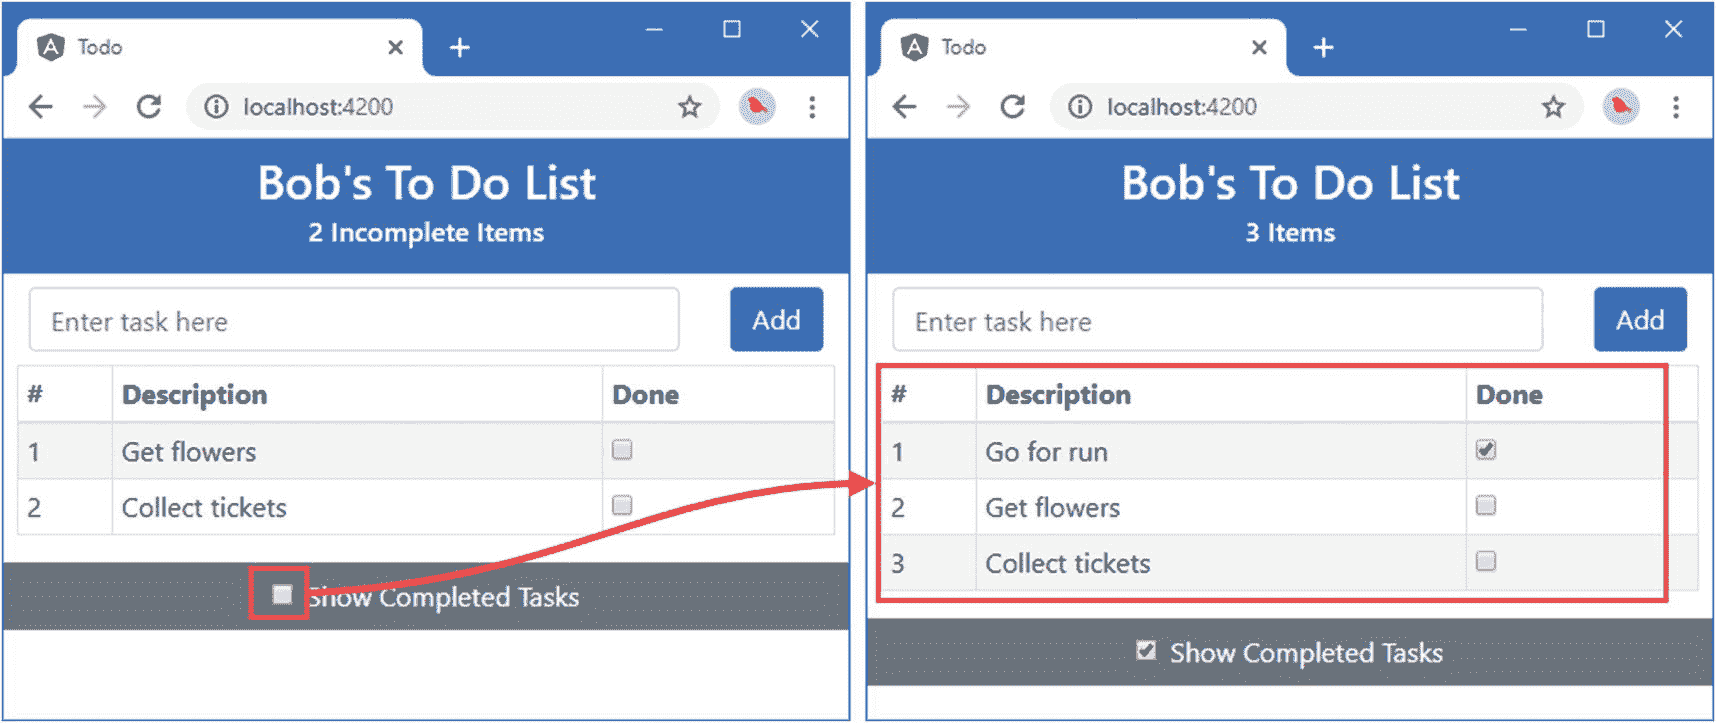 Todo
localhost:4200
Bob's To Do List
2 Incomplete Items
Enter task here
Add
# Description Done
1 Get flowers
2 Collect tickets
Show Completed Tasks
Todo
localhost:4200
Bob's To Do List
3 Items
Enter task here
Add
# Description Done
1 Go for run
2 Get flowers
3 Collect tickets
Show Completed Tasks